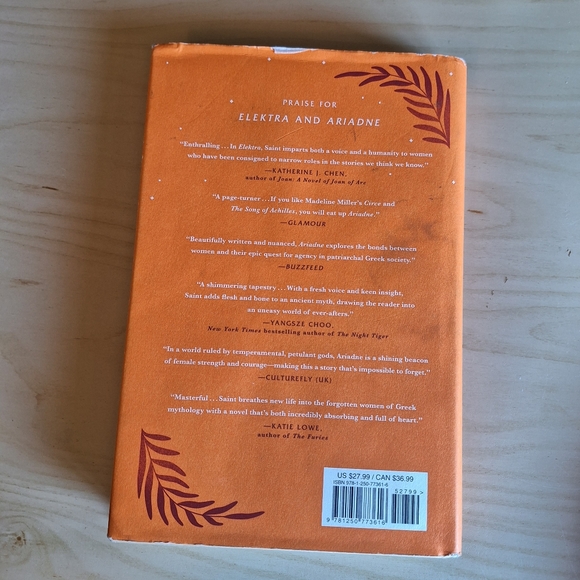 PRAISE FOR
ELEKTRA AND ARIADNE
“Enthralling . . . In Elektra, Saint imparts both a voice and a humanity to women
who have been consigned to narrow roles in the stories we think we know.”
—KATHERINE J. CHEN,
author of Joan: A Novel of Joan of Arc
“A page-turner . . . If you like Madeline Miller’s Circe and
The Song of Achilles, you will eat up Ariadne.”
—GLAMOUR
“Beautifully written and nuanced, Ariadne explores the bonds between
women and their epic quest for agency in patriarchal Greek society.”
—BUZZFEED
“A shimmering tapestry . . . With a fresh voice and keen insight,
Saint adds flesh and bone to an ancient myth, drawing the reader into
an uneasy world of ever-afters.”
—YANGSZE CHOO,
New York Times bestselling author of The Night Tiger
“In a world ruled by temperamental, petulant gods, Ariadne is a shining beacon
of female strength and courage—making this a story that’s impossible to forget.”
—CULTUREFLY (UK)
“Masterful . . . Saint breathes new life into the forgotten women of Greek
mythology with a novel that’s both incredibly absorbing and full of heart.”
—KATIE LOWE,
author of The Furies
US $27.99 / CAN $36.99
ISBN 978-1-250-77361-6
52799>
9 781250 773616